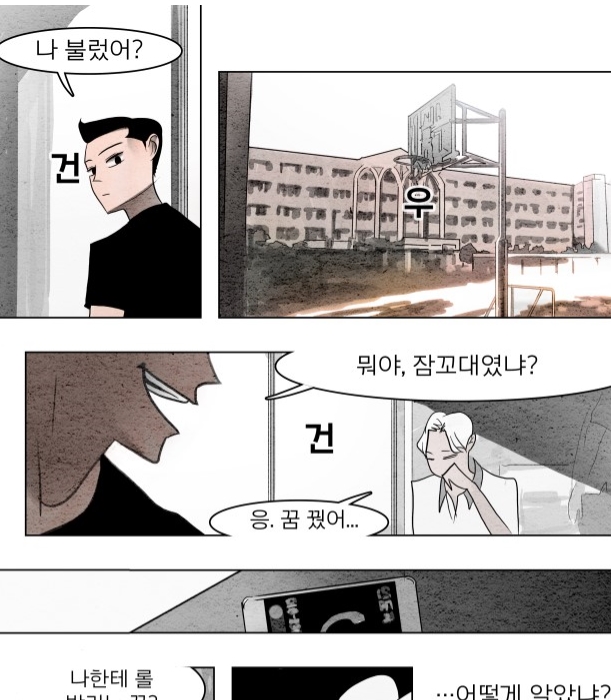 나 불렀어?
건
우
뭐야, 잠꼬대였냐?
건
응. 꿈 꿨어...
나한테 롤
…어떻게 알았냐?